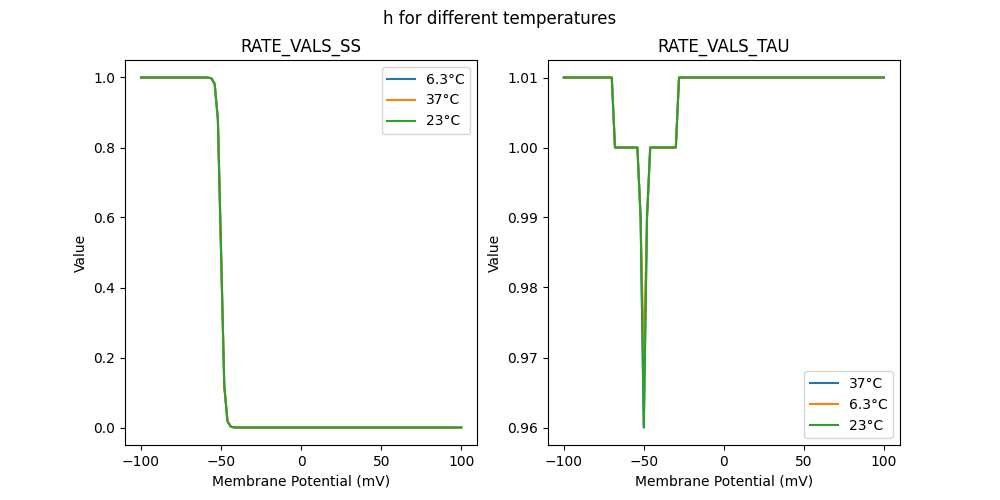 h for different temperatures
RATE_VALS_SS
1.0
0.8
0.6
0.4
0.2
0.0
Value
−100
−50
0
50
100
Membrane Potential (mV)
6.3°C
37°C
23°C
RATE_VALS_TAU
1.01
1.00
0.99
0.98
0.97
0.96
Value
−100
−50
0
50
100
Membrane Potential (mV)
37°C
6.3°C
23°C